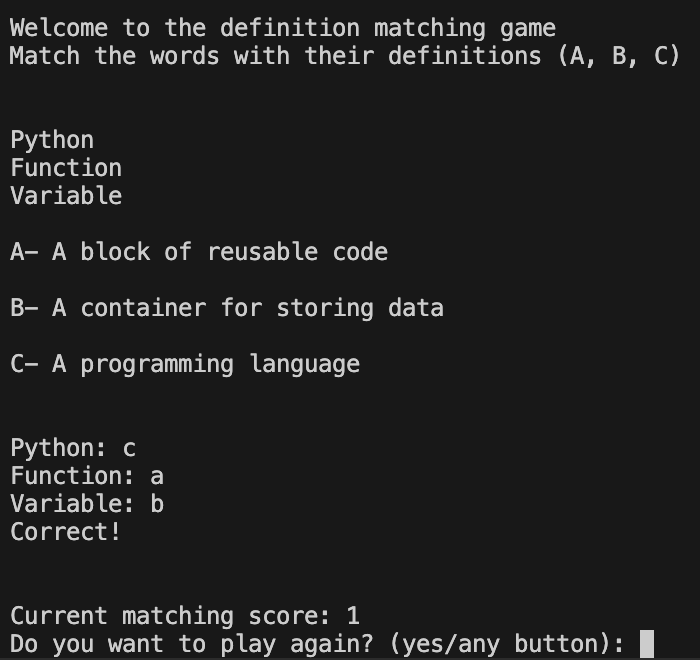 Welcome to the definition matching game
Match the words with their definitions (A, B, C)
Python
Function
Variable
A- A block of reusable code
B- A container for storing data
C- A programming language
Python: c
Function: a
Variable: b
Correct!
Current matching score: 1
Do you want to play again? (yes/any button):